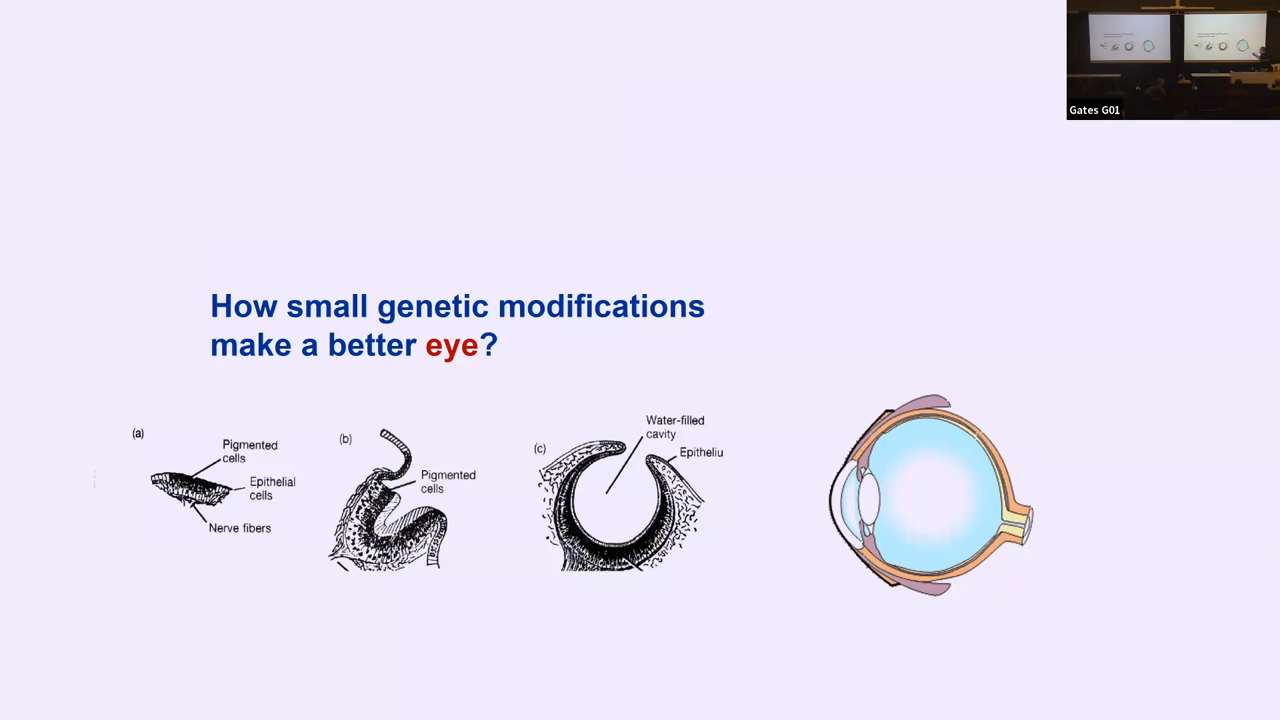 Gates G01
How small genetic modifications
make a better eye?
(a)
Pigmented
cells
Epithelial
cells
Nerve fibers
(b)
Pigmented
cells
(c)
Water-filled
cavity
Epitheliu